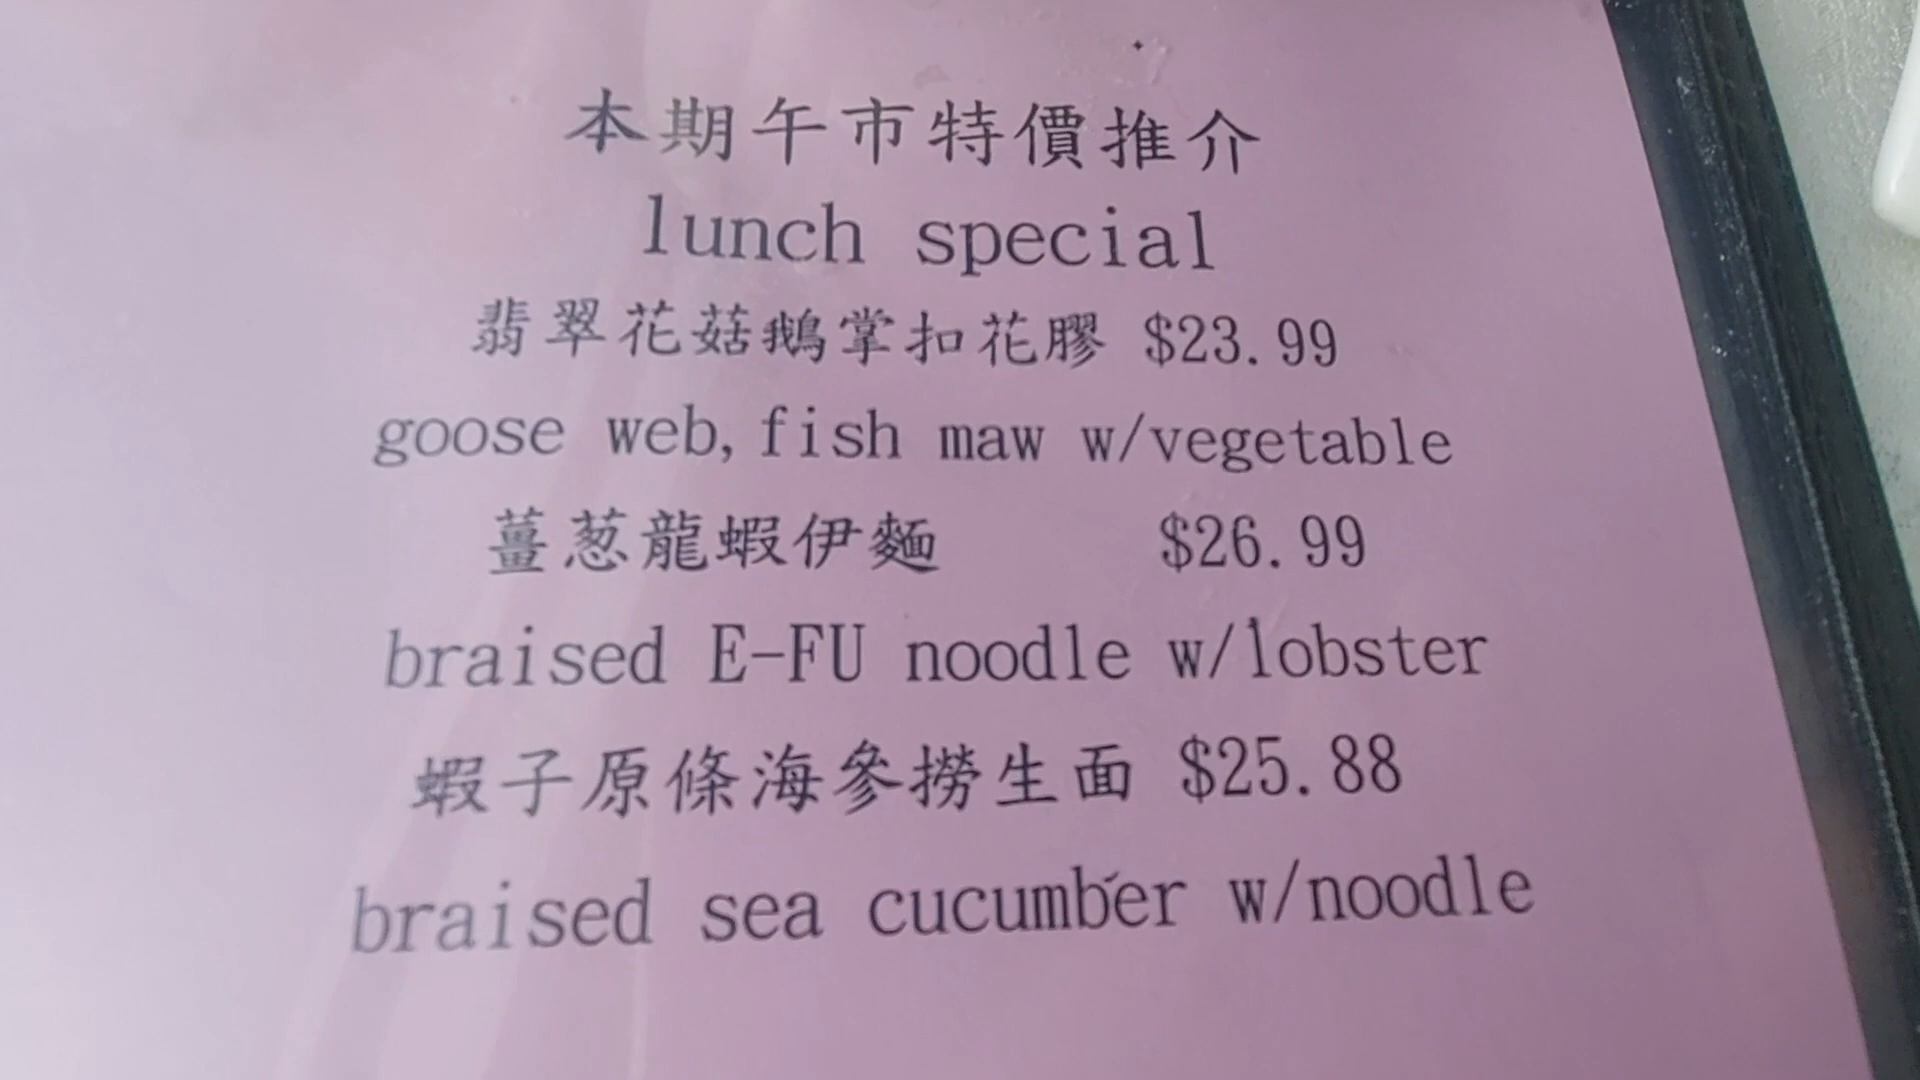 本期午市特價推介
lunch special
翡翠花菇鵝掌扣花膠 $23.99
goose web,fish maw w/vegetable
薑葱龍蝦伊麵 $26.99
braised E-FU noodle w/lobster
蝦子原條海參撈生面 $25.88
braised sea cucumber w/noodle